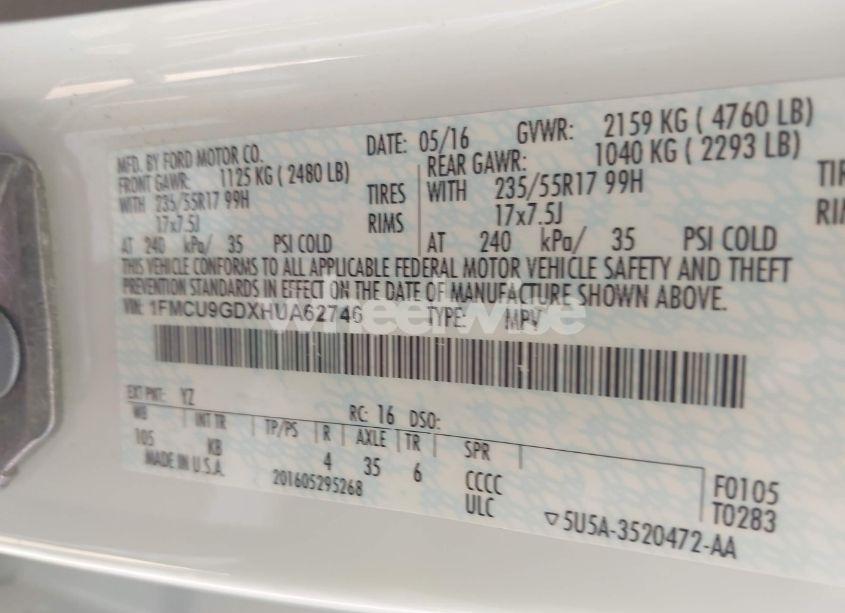 MFD. BY FORD MOTOR CO. DATE: 05/16 GVWR: 2159 KG ( 4760 LB)
FRONT GAWR: 1125 KG ( 2480 LB) REAR GAWR: 1040 KG ( 2293 LB)
WITH 235/55R17 99H TIRES WITH 235/55R17 99H TIR
17x7.5J RIMS 17x7.5J RIM
AT 240 kPa/ 35 PSI COLD AT 240 kPa/ 35 PSI COLD
THIS VEHICLE CONFORMS TO ALL APPLICABLE FEDERAL MOTOR VEHICLE SAFETY AND THEFT
PREVENTION STANDARDS IN EFFECT ON THE DATE OF MANUFACTURE SHOWN ABOVE.
VIN: 1FMCU9GDXHUA62746 TYPE: MPV
wheelwise
EXT PNT: YZ RC: 16 DSO:
WB INT TR TP/PS R AXLE TR SPR
105 KB 4 35 6 CCCC
MADE IN U.S.A. 201605295268 ULC
F0105
T0283
▽5U5A-3520472-AA